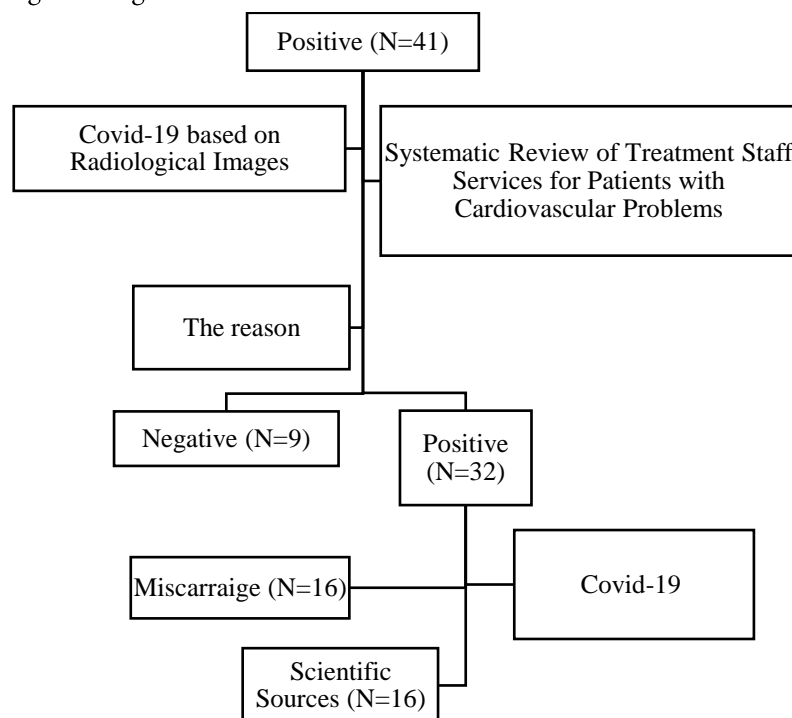 Positive (N=41)
Covid-19 based on
Radiological Images
Systematic Review of Treatment Staff
Services for Patients with
Cardiovascular Problems
The reason
Negative (N=9)
Positive
(N=32)
Miscarraige (N=16)
Covid-19
Scientific
Sources (N=16)